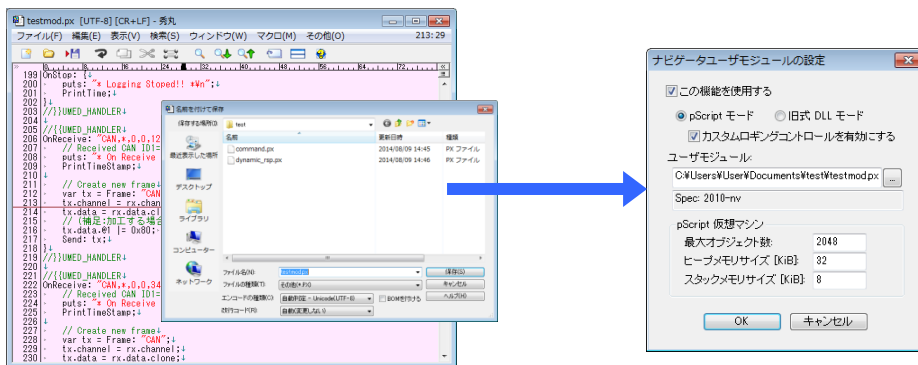 testmod.px [UTF-8] [CR+LF] - 秀丸
ファイル(F) 編集(E) 表示(V) 検索(S) ウィンドウ(W) マクロ(M) その他(O) 213: 29
199 OnStop: {↓
200 puts: "* Logging Stoped!! *¥n";↓
201 PrintTime;↓
202 }↓
203 //}}UMED_HANDLER↓
204 ↓
205 //{{UMED_HANDLER↓
206 OnReceive: "CAN,*,0,0,12
207 // Received CAN ID1=
208 puts: "* On Receive
209 PrintTimeStamp;↓
210 ↓
211 // Create new frame↓
212 var tx = Frame: "CAN
213 tx.channel = rx.chan
214 tx.data = rx.data.cl
215 // (補足:加工する場合
216 tx.data.@1 |= 0x80;
217 Send: tx;↓
218 }↓
219 //}}UMED_HANDLER↓
220 ↓
221 //{{UMED_HANDLER↓
222 OnReceive: "CAN,*,0,0,34
223 // Received CAN ID1=
224 puts: "* On Receive
225 PrintTimeStamp;↓
226 ↓
227 // Create new frame↓
228 var tx = Frame: "CAN";↓
229 tx.channel = rx.channel;↓
230 tx.data = rx.data.clone;↓
名前を付けて保存
保存する場所(I): test
名前 更新日時 種類
command.px 2014/08/09 14:45 PX ファイル
dynamic_rsp.px 2014/08/09 14:46 PX ファイル
最近表示した場所
デスクトップ
ライブラリ
コンピューター
ネットワーク
ファイル名(N): testmod.px 保存(S)
ファイルの種類(T): その他(*.PX) キャンセル
エンコードの種類(C): 自動判定 - Unicode(UTF-8) BOMを付ける ヘルプ(H)
改行コード(R): 自動(変更しない)
ナビゲータユーザモジュールの設定
この機能を使用する
pScript モード 旧式 DLL モード
カスタムロギングコントロールを有効にする
ユーザモジュール:
C:¥Users¥User¥Documents¥test¥testmod.px ...
Spec: 2010-nv
pScript 仮想マシン
最大オブジェクト数: 2048
ヒープメモリサイズ [KiB]: 32
スタックメモリサイズ [KiB]: 8
OK キャンセル